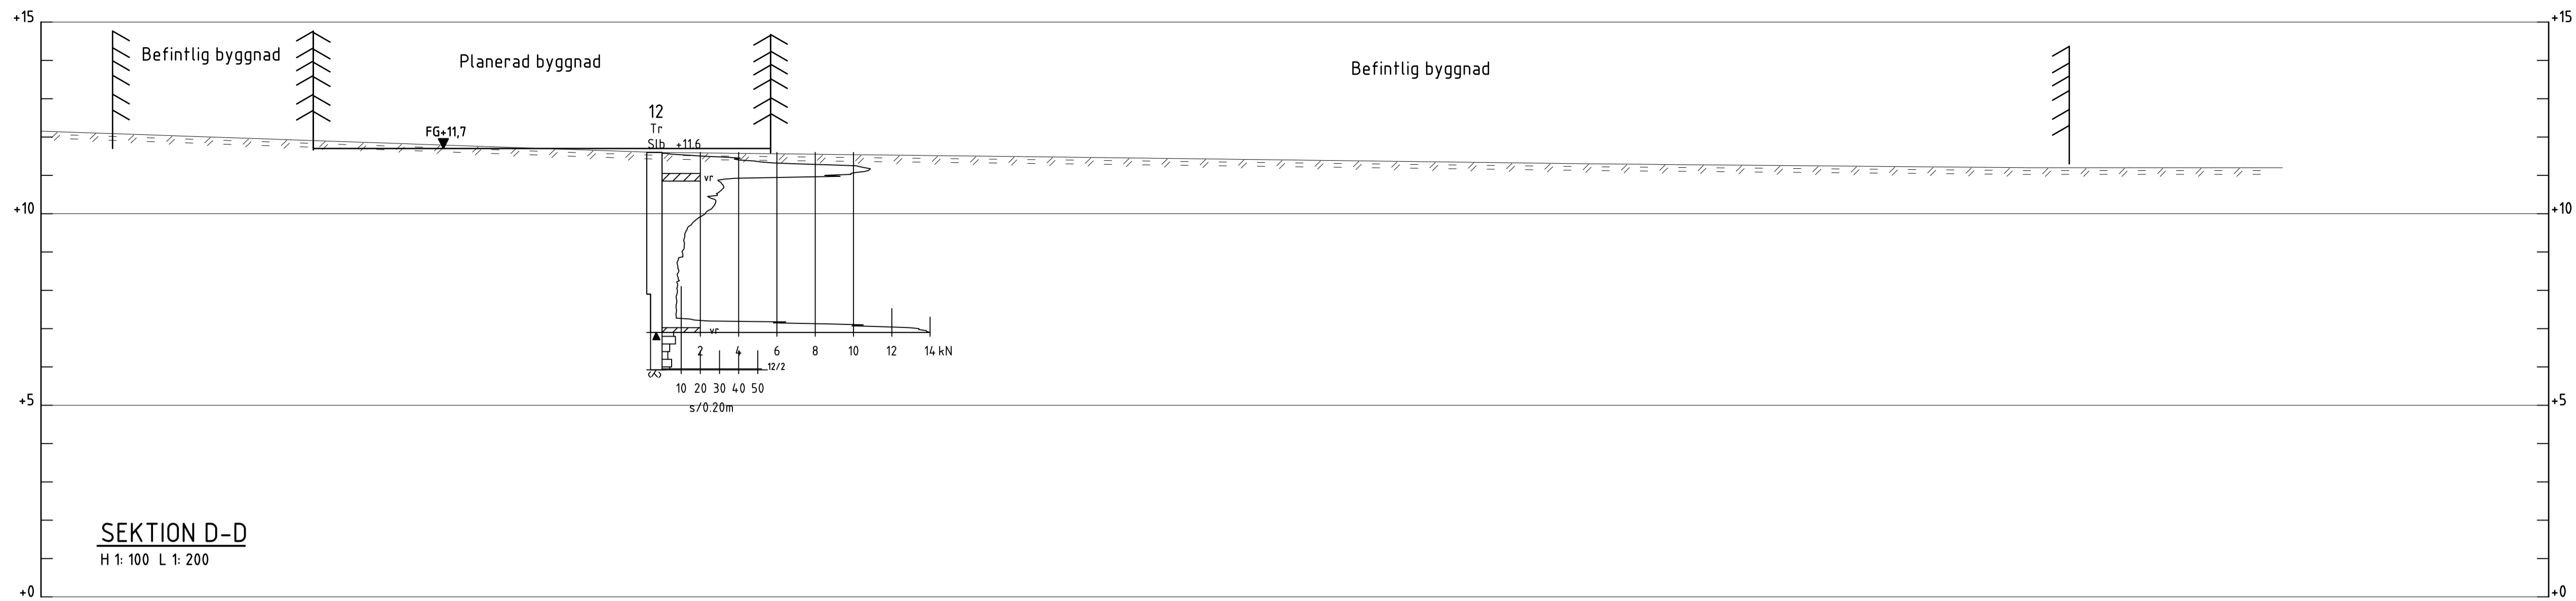 +15
+15
Befintlig byggnad
Planerad byggnad
Befintlig byggnad
12
Tr
Slb +11.6
FG+11,7
vr
+10
+10
vr
2 4 6 8 10 12 14 kN
12/2
10 20 30 40 50
s/0.20m
+5
+5
SEKTION D-D
H 1: 100 L 1: 200
+0
+0